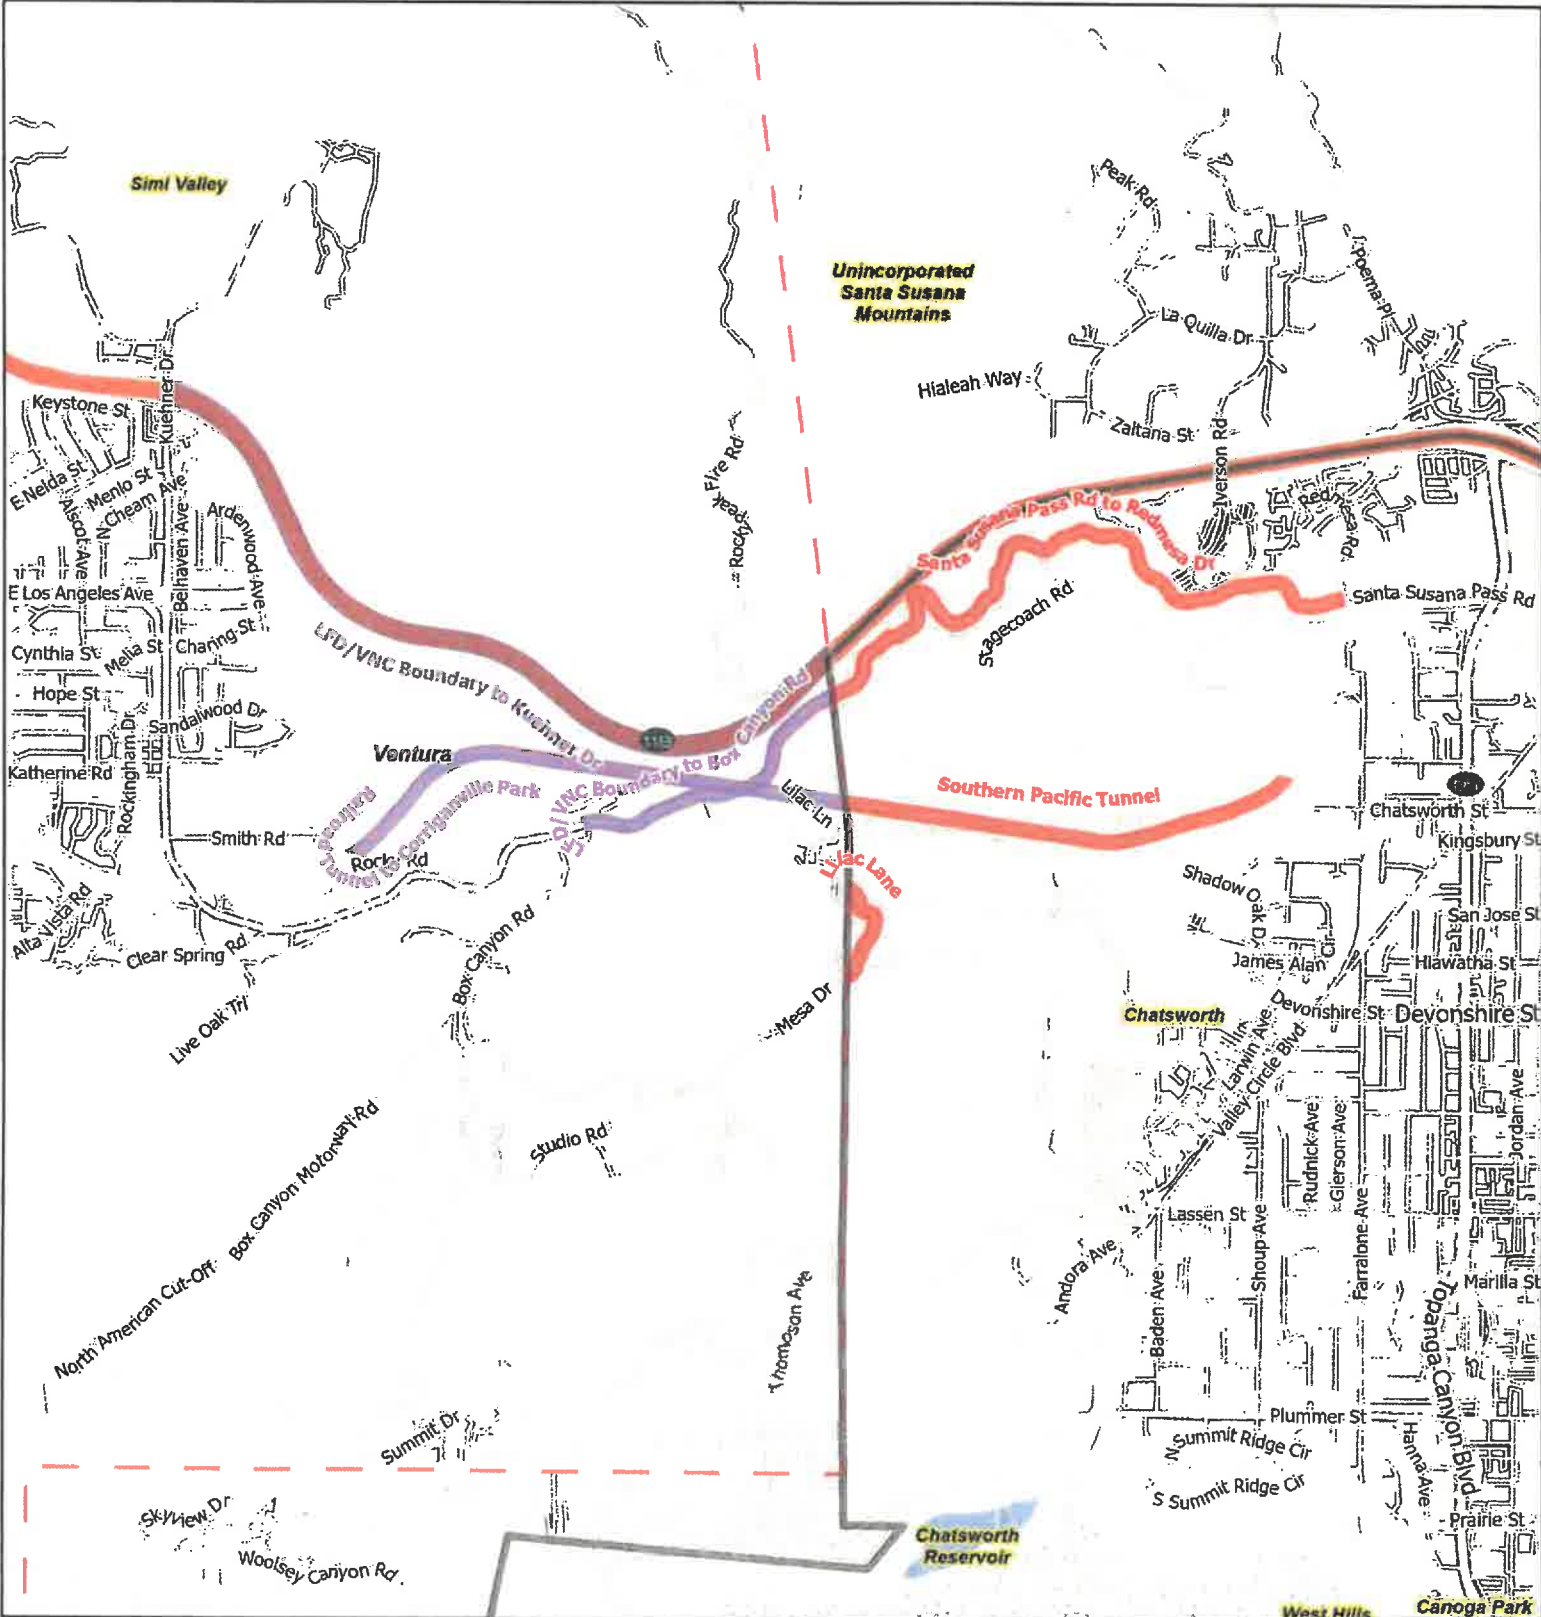 Simi Valley
Peak Rd
Unincorporated
Santa Susana
Mountains
Poema Pl
La Quilla Dr
Hialeah Way
Zaltana St
Kuehner Dr
Keystone St
E Nelda St
Menlo St
N Cheam Ave
Alscot Ave
Belhaven Ave
Ardenwood Ave
Rocky Peak Fire Rd
Iverson Rd
Redmesa Rd
Santa Susana Pass Rd to Redmesa Dr
Santa Susana Pass Rd
Stagecoach Rd
E Los Angeles Ave
Cynthia St
Melia St
Charing St
Hope St
Sandalwood Dr
Rockingham Dr
Katherine Rd
LFD/VNC Boundary to Kuehner Dr
118
Ventura
LFD/VNC Boundary to Box Canyon Rd
Railroad Tunnel to Corriganville Park
Lilac Ln
Southern Pacific Tunnel
Chatsworth St
Kingsbury St
Smith Rd
Rocky Rd
Lilac Lane
Shadow Oak Dr
San Jose St
James Alan Cir
Hiawatha St
Alta Vista Rd
Clear Spring Rd
Box Canyon Rd
Live Oak Trl
Mesa Dr
Chatsworth
Devonshire St
Devonshire St
Larwin Ave
Valley Circle Blvd
Jordan Ave
Rudnick Ave
Gierson Ave
Studio Rd
Box Canyon Motorway Rd
North American Cut-Off
Lassen St
Shoup Ave
Farralone Ave
Andora Ave
Baden Ave
Marilla St
Topanga Canyon Blvd
Thomosan Ave
Summit Dr
Plummer St
N Summit Ridge Cir
Hanna Ave
S Summit Ridge Cir
Prairie St
Skyview Dr
Woolsey Canyon Rd
Chatsworth
Reservoir
West Hills
Canoga Park